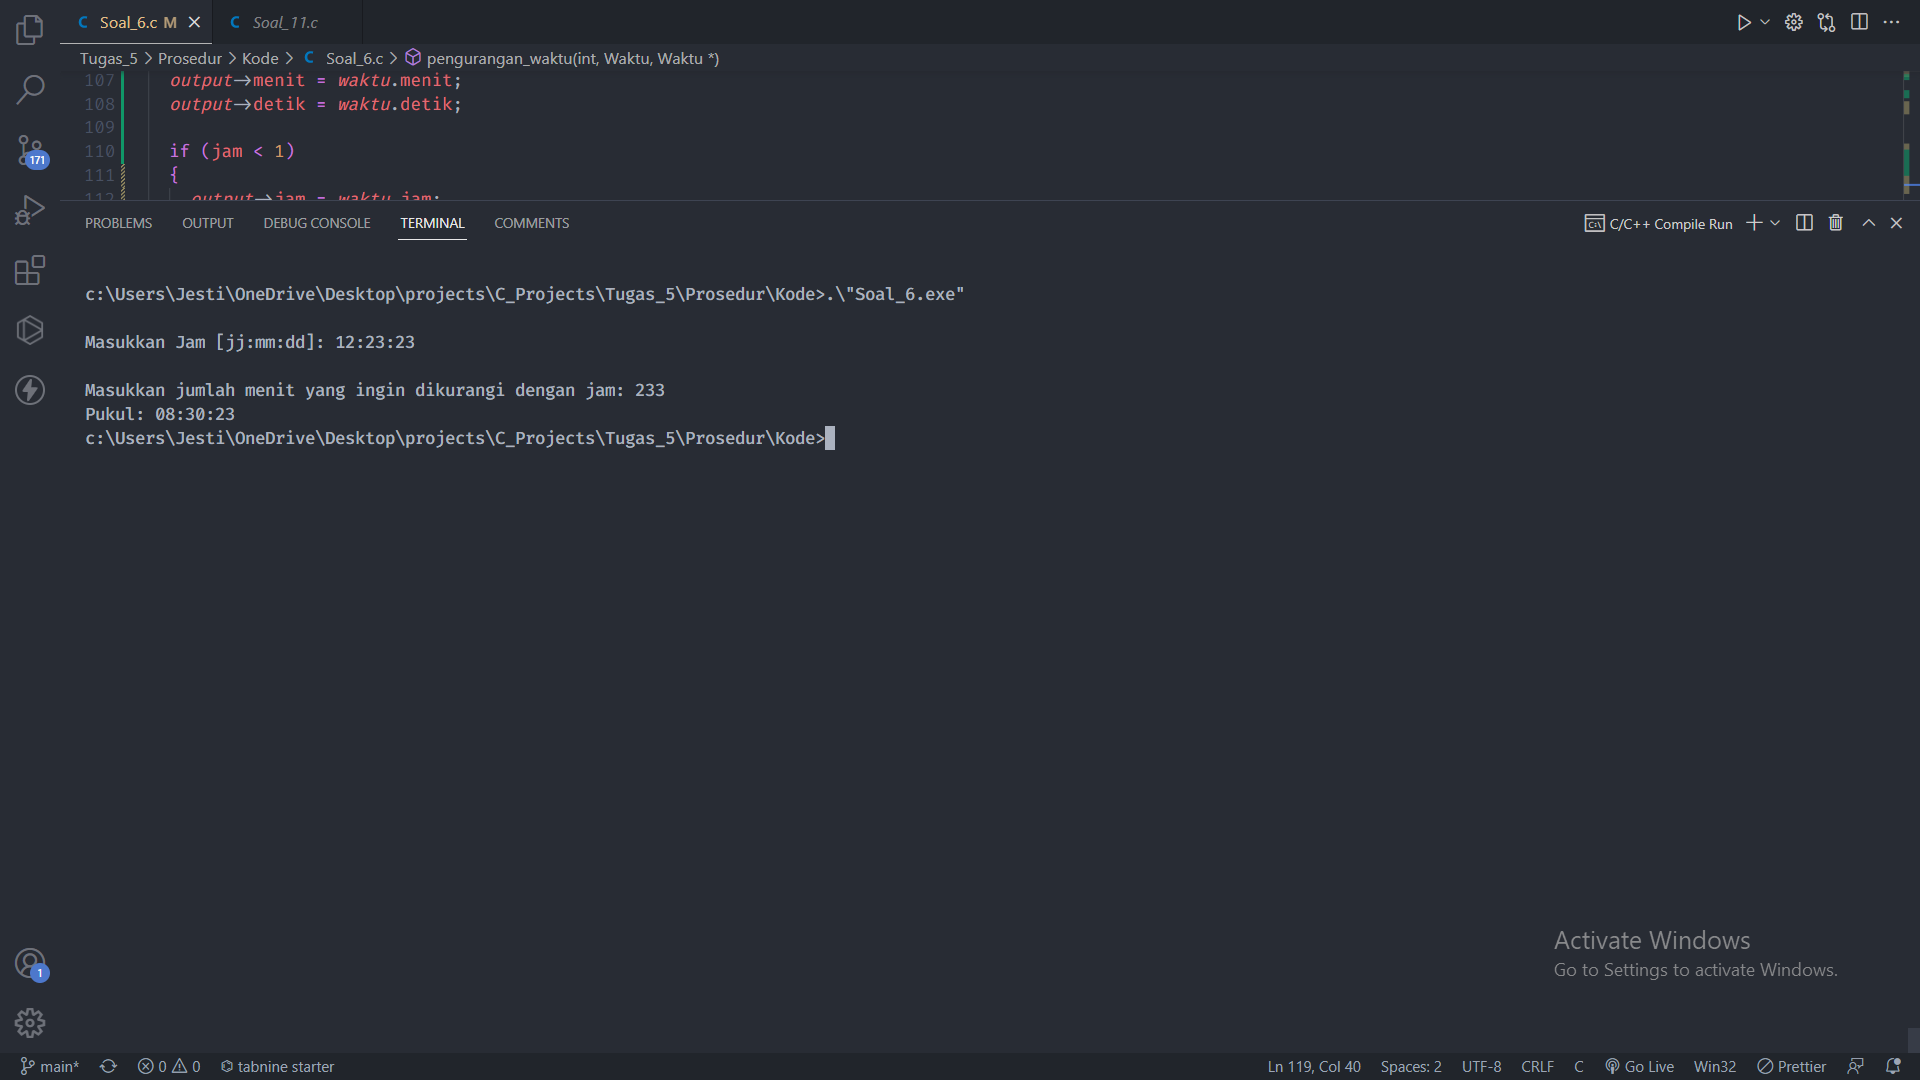 Soal_6.c M
Soal_11.c
Tugas_5 > Prosedur > Kode > C Soal_6.c > pengurangan_waktu(int, Waktu, Waktu *)
107 output->menit = waktu.menit;
108 output->detik = waktu.detik;
109
110 if (jam < 1)
111 {
112 output->jam = waktu.jam;
171
PROBLEMS OUTPUT DEBUG CONSOLE TERMINAL COMMENTS
C/C++ Compile Run
c:\Users\Jesti\OneDrive\Desktop\projects\C_Projects\Tugas_5\Prosedur\Kode>.\"Soal_6.exe"
Masukkan Jam [jj:mm:dd]: 12:23:23
Masukkan jumlah menit yang ingin dikurangi dengan jam: 233
Pukul: 08:30:23
c:\Users\Jesti\OneDrive\Desktop\projects\C_Projects\Tugas_5\Prosedur\Kode>
Activate Windows
Go to Settings to activate Windows.
1
main* 0 0 tabnine starter Ln 119, Col 40 Spaces: 2 UTF-8 CRLF C Go Live Win32 Prettier